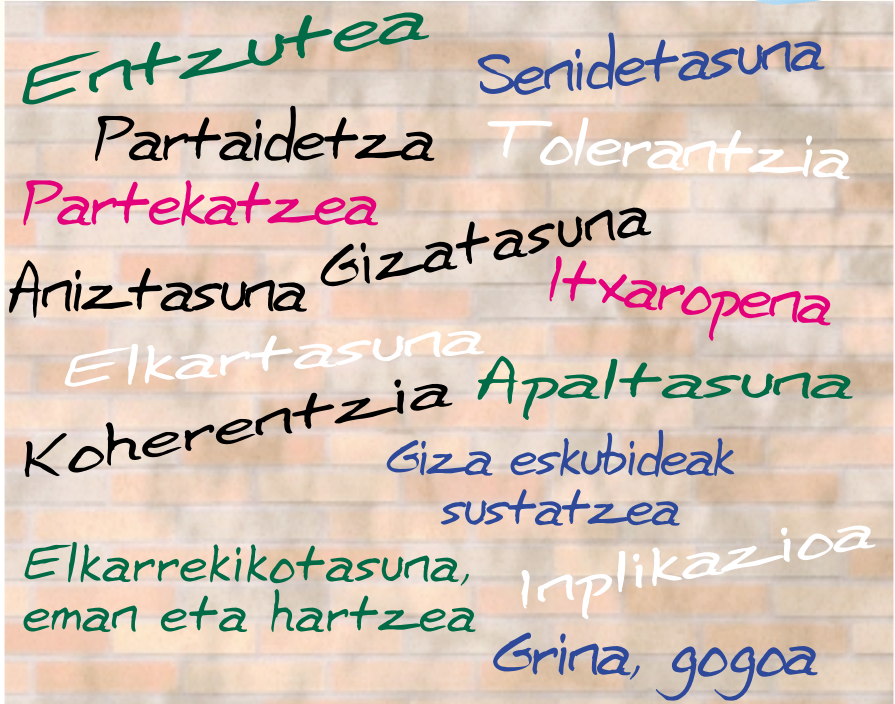 Entzutea
Senidetasuna
Partaidetza
Tolerantzia
Partekatzea
Gizatasuna
Aniztasuna
Itxaropena
Elkartasuna
Apaltasuna
Koherentzia
Giza eskubideak
sustatzea
Elkarrekikotasuna,
eman eta hartzea
Inplikazioa
Grina, gogoa